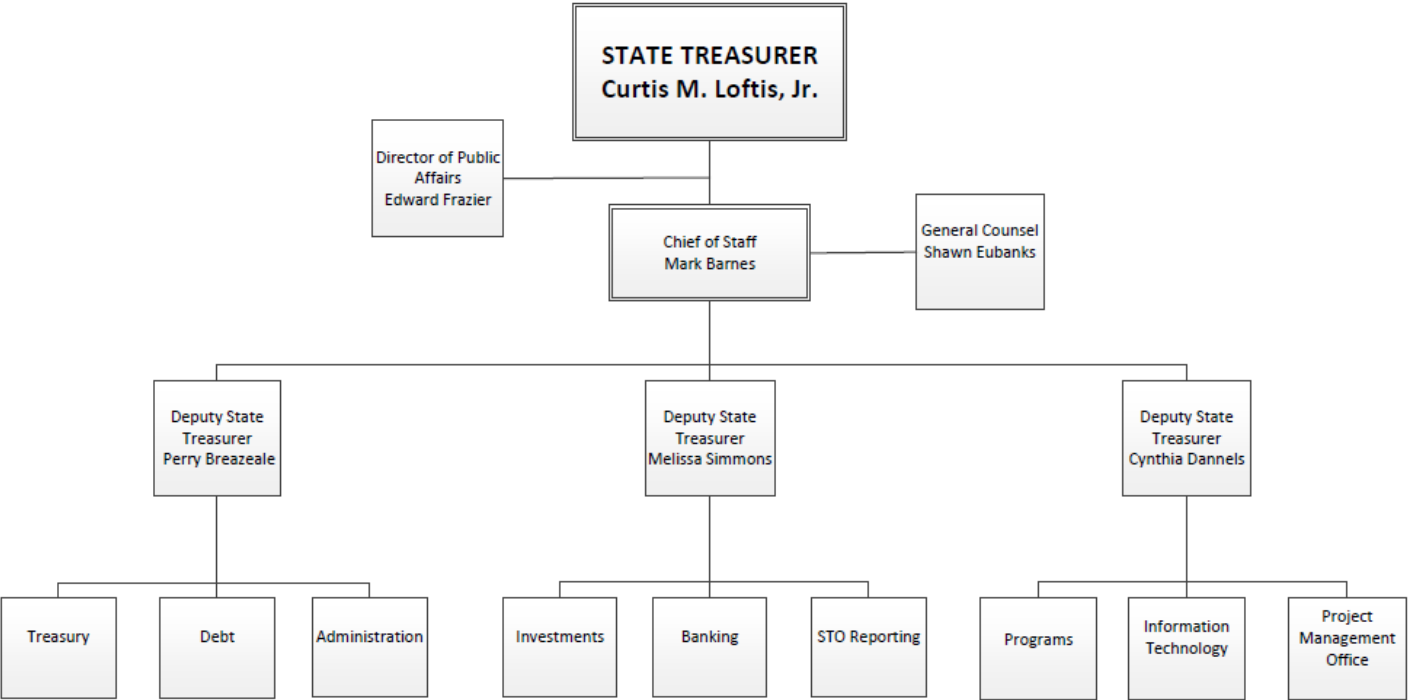 STATE TREASURER
Curtis M. Loftis, Jr.
Director of Public
Affairs
Edward Frazier
Chief of Staff
Mark Barnes
General Counsel
Shawn Eubanks
Deputy State
Treasurer
Perry Breazeale
Deputy State
Treasurer
Melissa Simmons
Deputy State
Treasurer
Cynthia Dannels
Treasury
Debt
Administration
Investments
Banking
STO Reporting
Programs
Information
Technology
Project
Management
Office